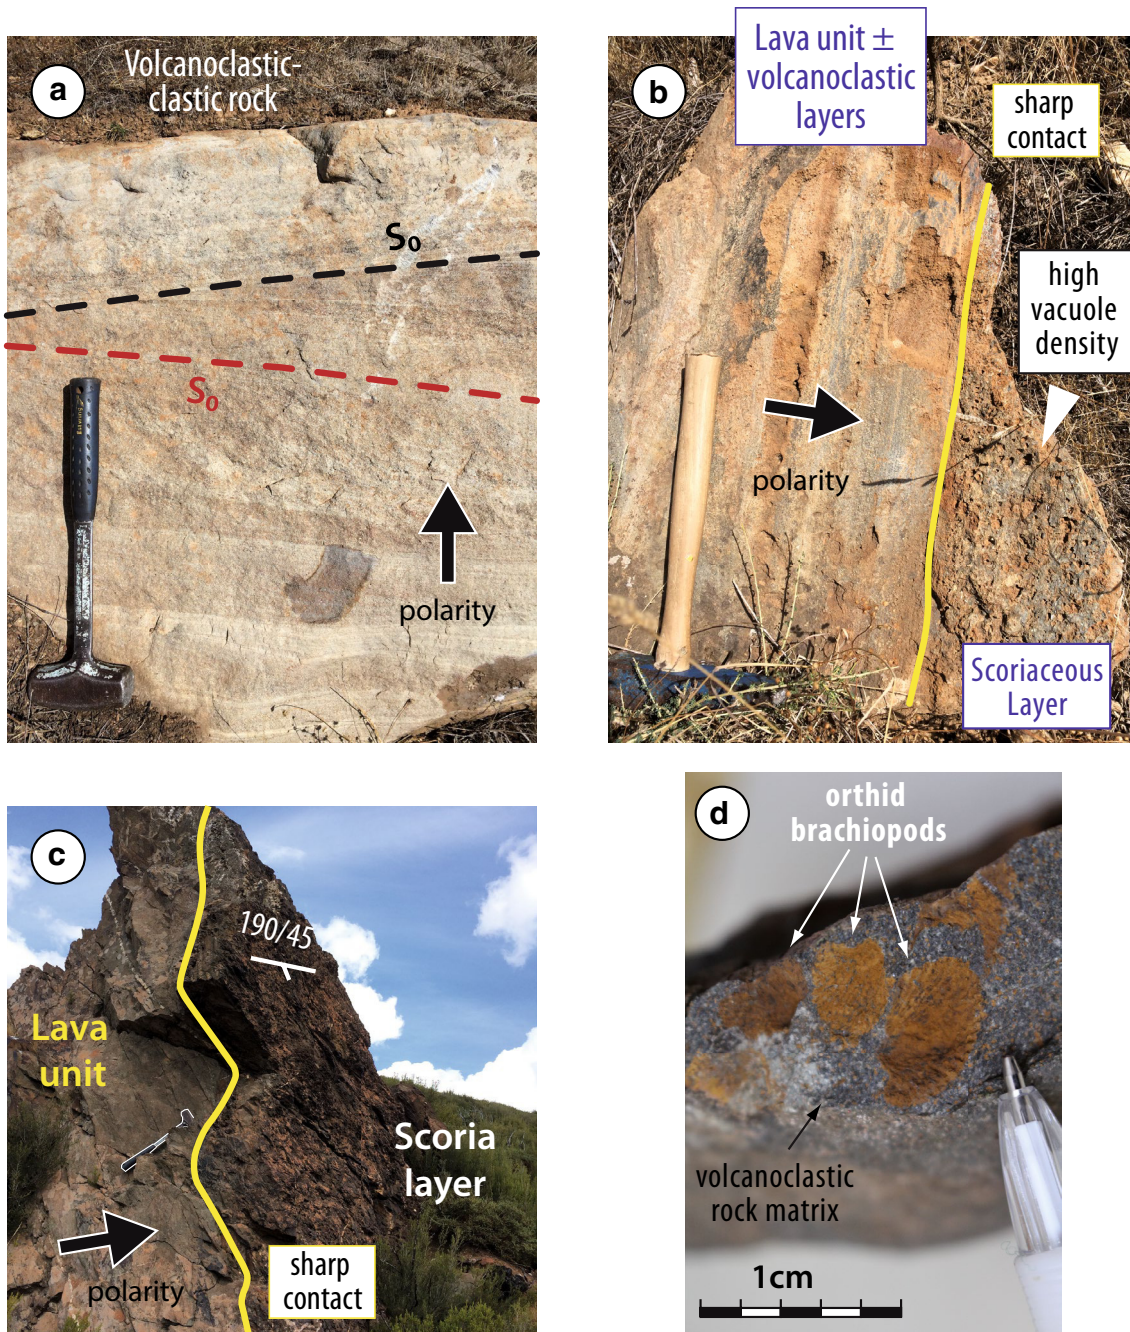 a
Volcanoclastic-
clastic rock
S₀
S₀
Estwing
polarity
b
Lava unit ±
volcanoclastic
layers
sharp
contact
high
vacuole
density
polarity
Scoriaceous
Layer
c
190/45
Lava
unit
Scoria
layer
polarity
sharp
contact
d
orthid
brachiopods
volcanoclastic
rock matrix
1cm